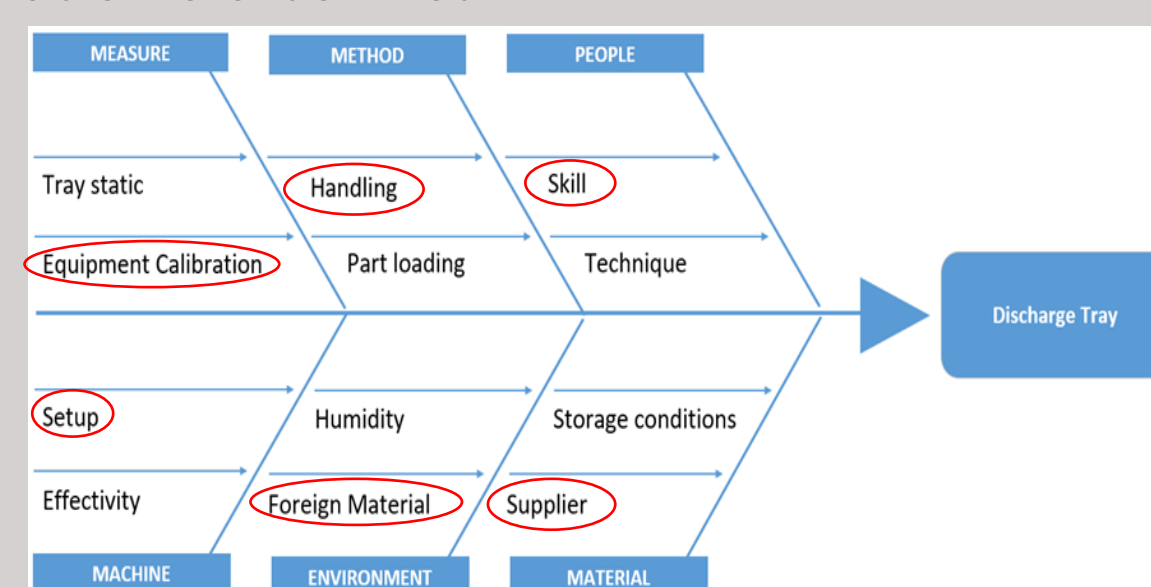 MEASURE
METHOD
PEOPLE
Tray static
Handling
Skill
Equipment Calibration
Part loading
Technique
Discharge Tray
Setup
Humidity
Storage conditions
Effectivity
Foreign Material
Supplier
MACHINE
ENVIRONMENT
MATERIAL